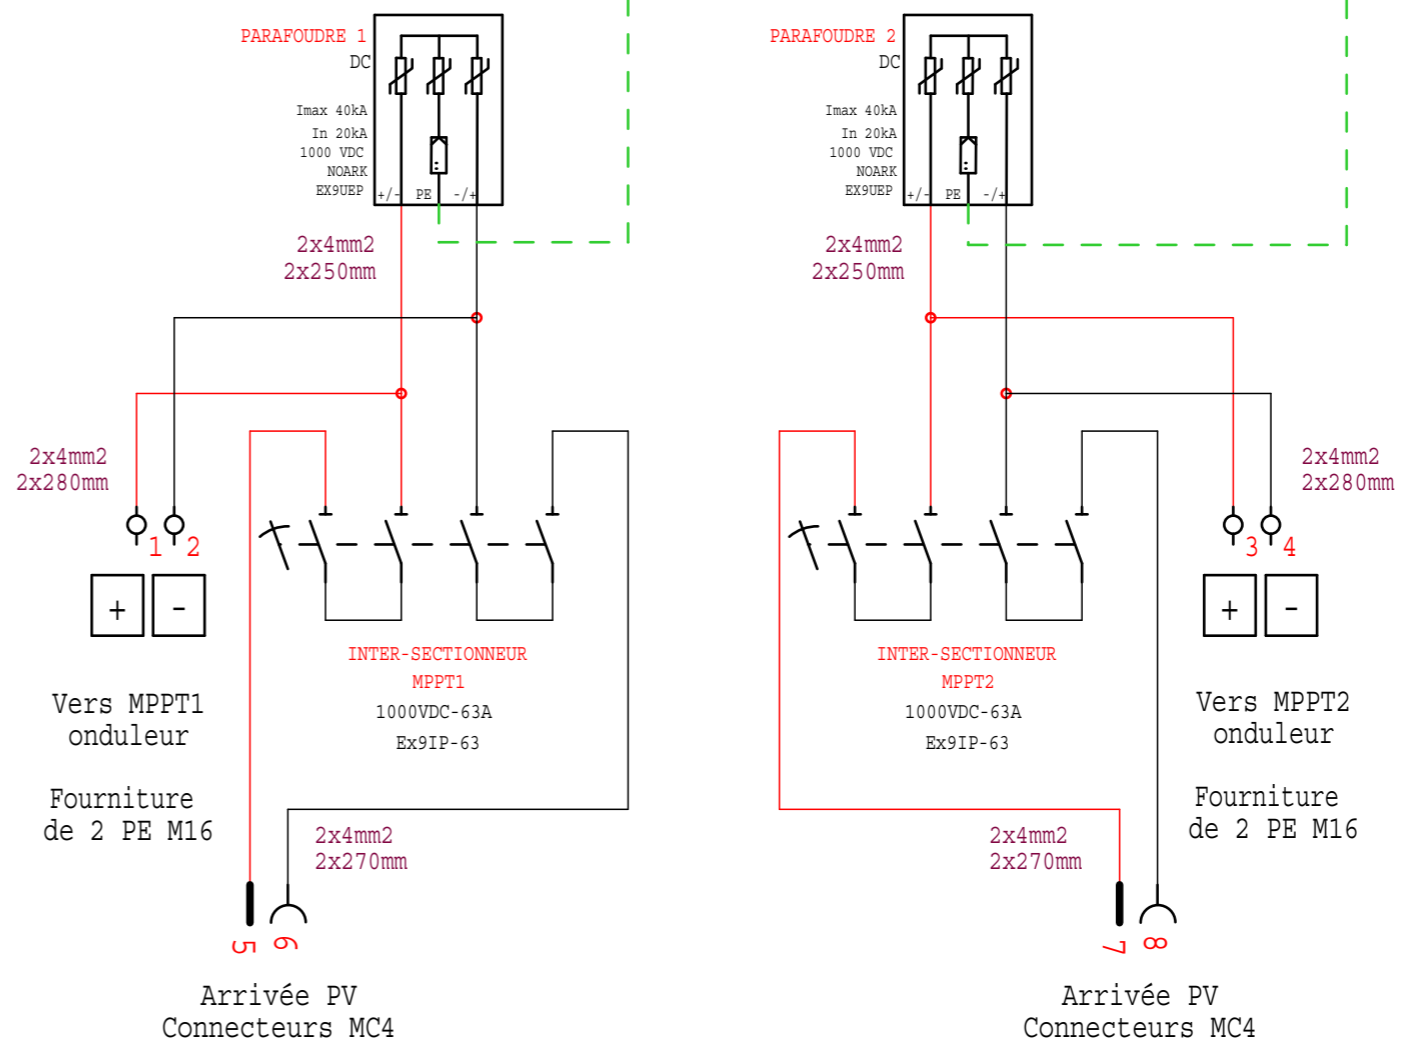 PARAFOUDRE 1
DC
Imax 40kA
In 20kA
1000 VDC
NOARK
EX9UEP
+/- PE -/+
2x4mm2
2x250mm
2x4mm2
2x280mm
1 2
+ -
Vers MPPT1
onduleur
Fourniture
de 2 PE M16
INTER-SECTIONNEUR
MPPT1
1000VDC-63A
Ex9IP-63
2x4mm2
2x270mm
5 6
Arrivée PV
Connecteurs MC4
PARAFOUDRE 2
DC
Imax 40kA
In 20kA
1000 VDC
NOARK
EX9UEP
+/- PE -/+
2x4mm2
2x250mm
2x4mm2
2x280mm
3 4
+ -
INTER-SECTIONNEUR
MPPT2
1000VDC-63A
Ex9IP-63
Vers MPPT2
onduleur
Fourniture
de 2 PE M16
2x4mm2
2x270mm
7 8
Arrivée PV
Connecteurs MC4